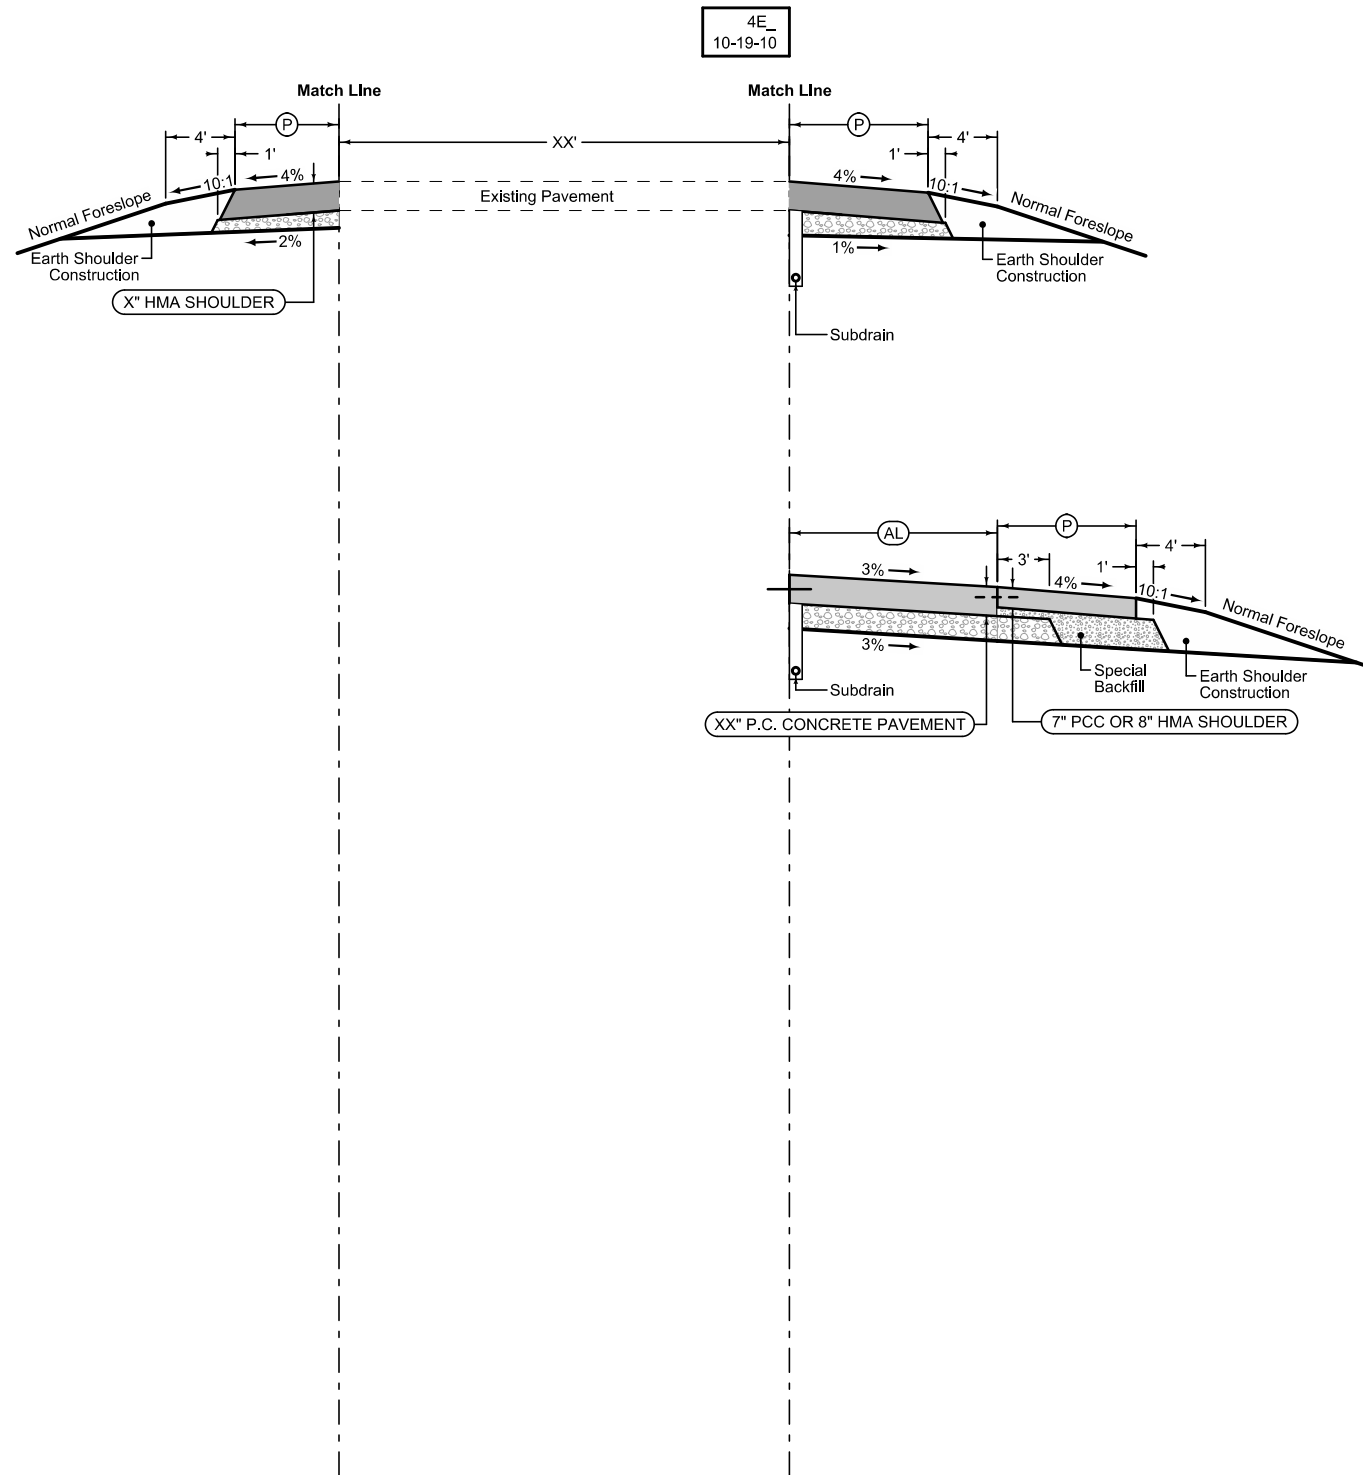 4E_
10-19-10
Match Line
Match Line
P
P
4'
4'
XX'
1'
1'
10:1
4%
4%
10:1
Existing Pavement
Normal Foreslope
Normal Foreslope
2%
1%
Earth Shoulder
Construction
Earth Shoulder
Construction
X" HMA SHOULDER
Subdrain
AL
P
3'
4'
1'
3%
4%
10:1
Normal Foreslope
3%
Special
Backfill
Earth Shoulder
Construction
Subdrain
XX" P.C. CONCRETE PAVEMENT
7" PCC OR 8" HMA SHOULDER